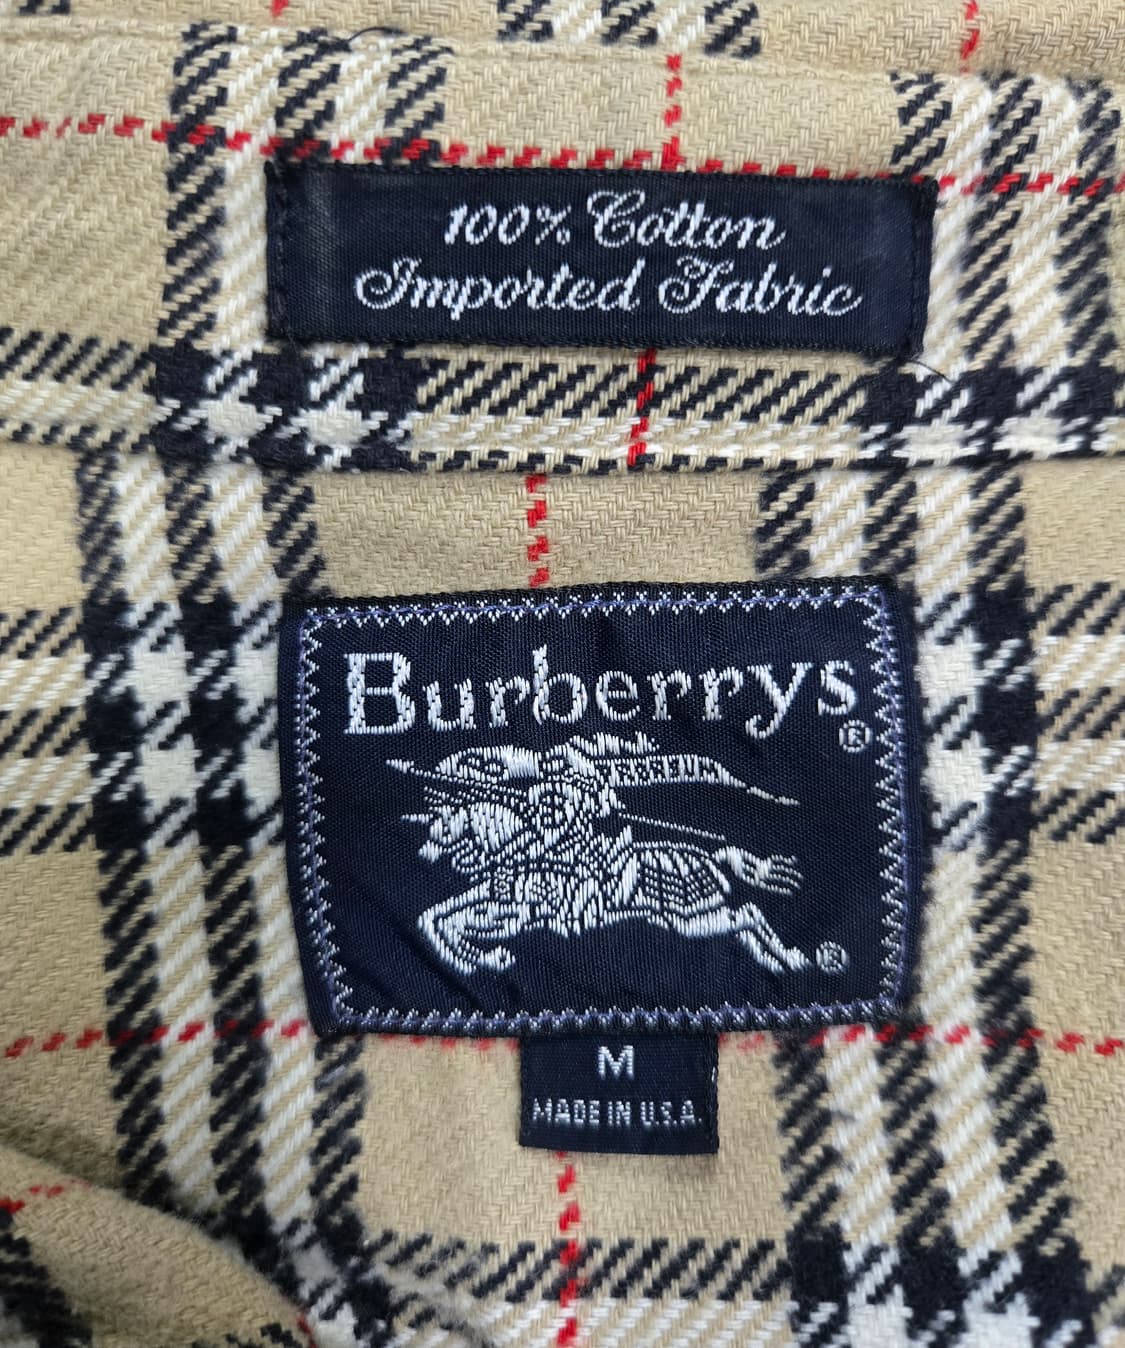 100% Cotton
Imported Fabric
Burberrys®
®
M
MADE IN U.S.A.